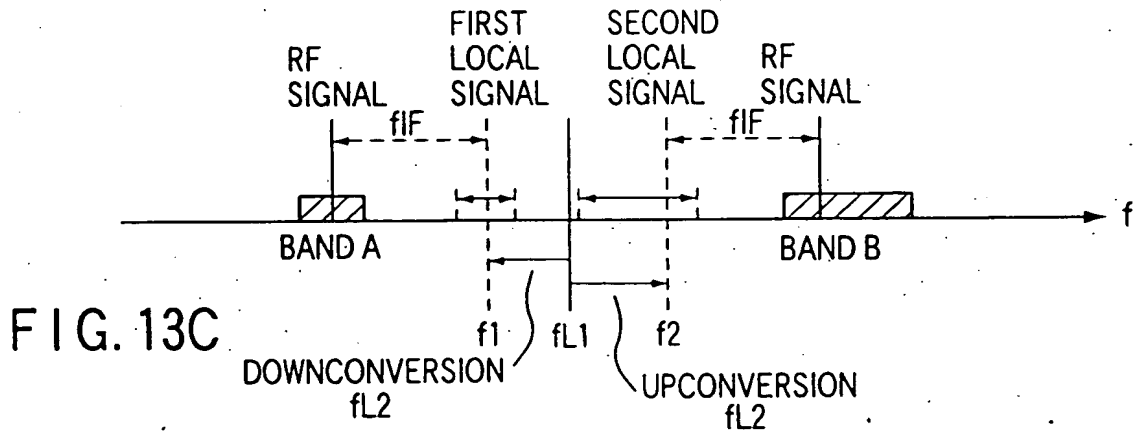 RF
SIGNAL
FIRST
LOCAL
SIGNAL
SECOND
LOCAL
SIGNAL
RF
SIGNAL
fIF
fIF
BAND A
BAND B
f
f1
fL1
f2
DOWNCONVERSION
fL2
UPCONVERSION
fL2
FIG. 13C